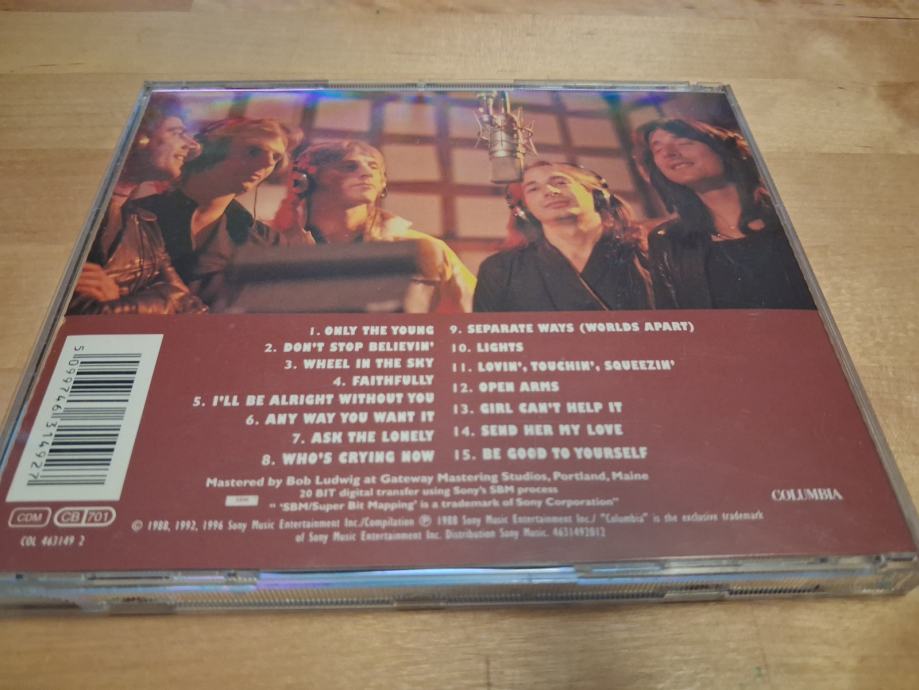 1. ONLY THE YOUNG
2. DON'T STOP BELIEVIN'
3. WHEEL IN THE SKY
4. FAITHFULLY
5. I'LL BE ALRIGHT WITHOUT YOU
6. ANY WAY YOU WANT IT
7. ASK THE LONELY
8. WHO'S CRYING NOW
9. SEPARATE WAYS (WORLDS APART)
10. LIGHTS
11. LOVIN', TOUCHIN', SQUEEZIN'
12. OPEN ARMS
13. GIRL CAN'T HELP IT
14. SEND HER MY LOVE
15. BE GOOD TO YOURSELF
5 099746 314927
Mastered by Bob Ludwig at Gateway Mastering Studios, Portland, Maine
20 BIT digital transfer using Sony's SBM process
" 'SBM/Super Bit Mapping' is a trademark of Sony Corporation"
COLUMBIA
CDM CB 701
COL 463149 2
© 1988, 1992, 1996 Sony Music Entertainment Inc./Compilation ℗ 1988 Sony Music Entertainment Inc./ "Columbia" is the exclusive trademark
of Sony Music Entertainment Inc. Distribution Sony Music. 4631492012